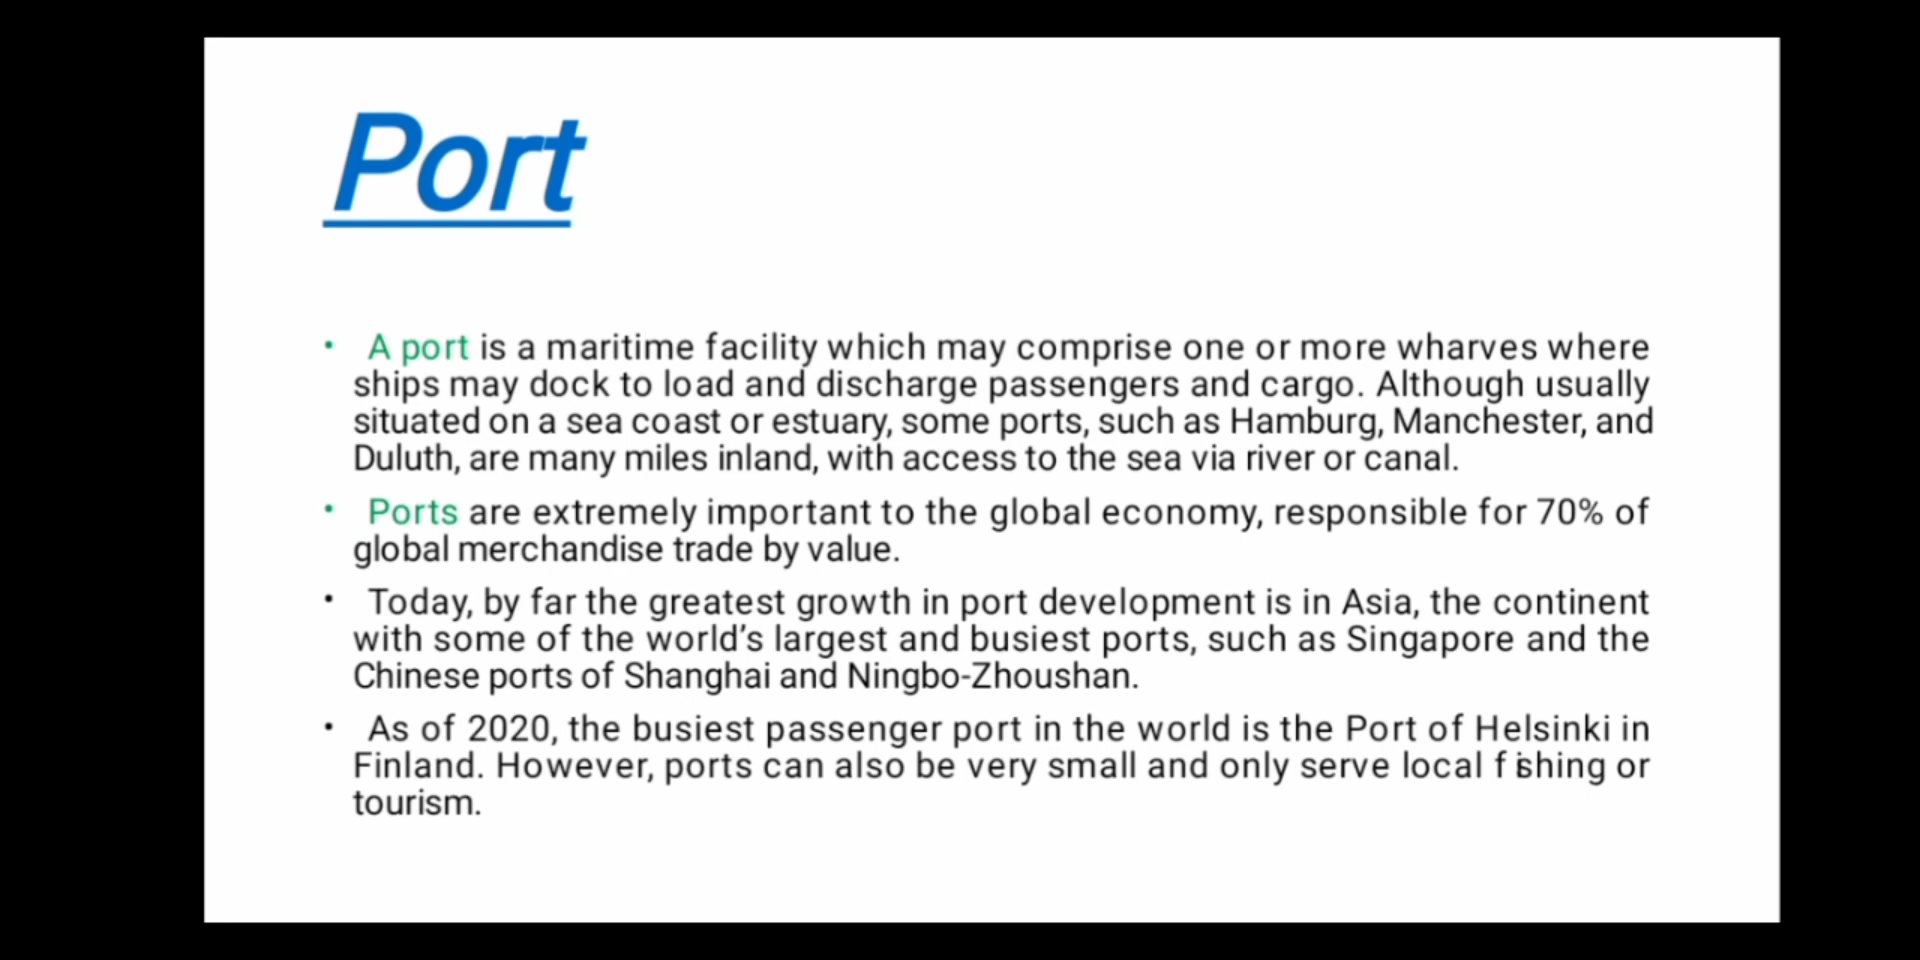 Port
• A port is a maritime facility which may comprise one or more wharves where
ships may dock to load and discharge passengers and cargo. Although usually
situated on a sea coast or estuary, some ports, such as Hamburg, Manchester, and
Duluth, are many miles inland, with access to the sea via river or canal.
• Ports are extremely important to the global economy, responsible for 70% of
global merchandise trade by value.
• Today, by far the greatest growth in port development is in Asia, the continent
with some of the world’s largest and busiest ports, such as Singapore and the
Chinese ports of Shanghai and Ningbo-Zhoushan.
• As of 2020, the busiest passenger port in the world is the Port of Helsinki in
Finland. However, ports can also be very small and only serve local fishing or
tourism.